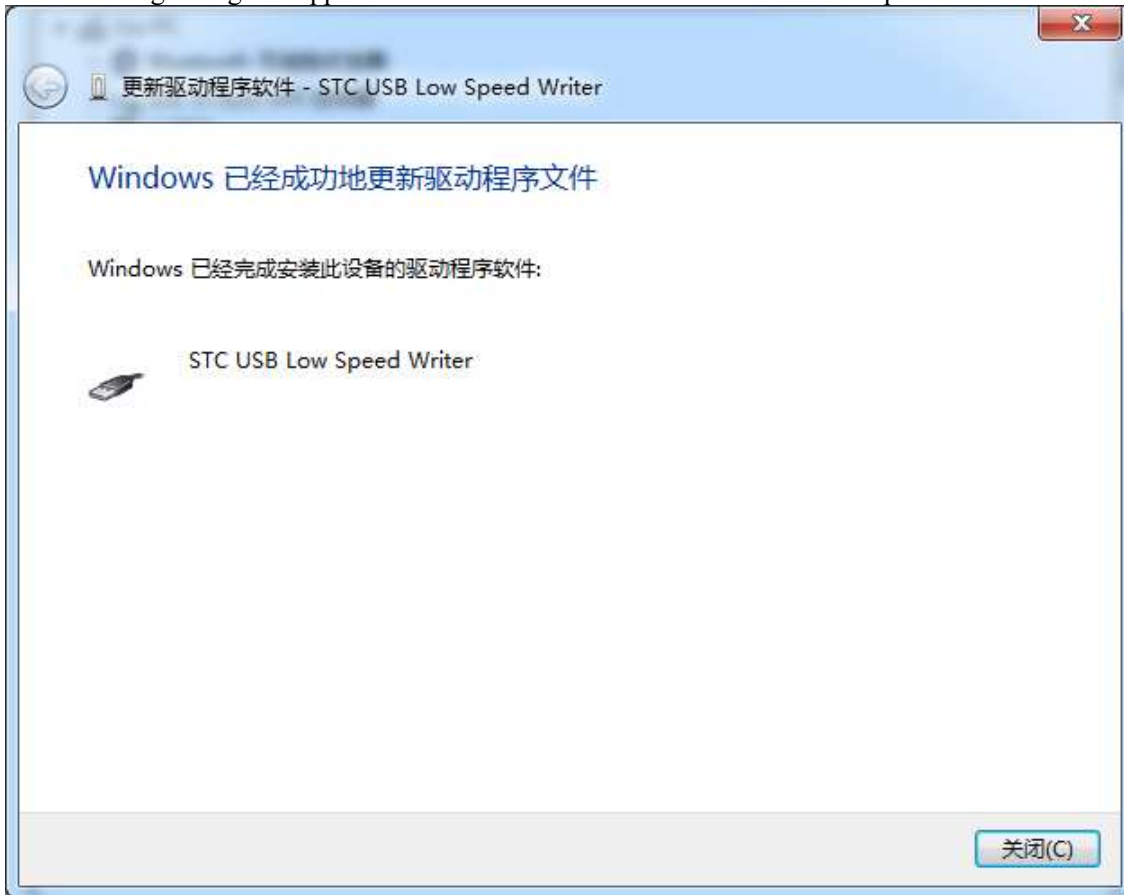 更新驱动程序软件 - STC USB Low Speed Writer
Windows 已经成功地更新驱动程序文件
Windows 已经完成安装此设备的驱动程序软件:
STC USB Low Speed Writer
关闭(C)